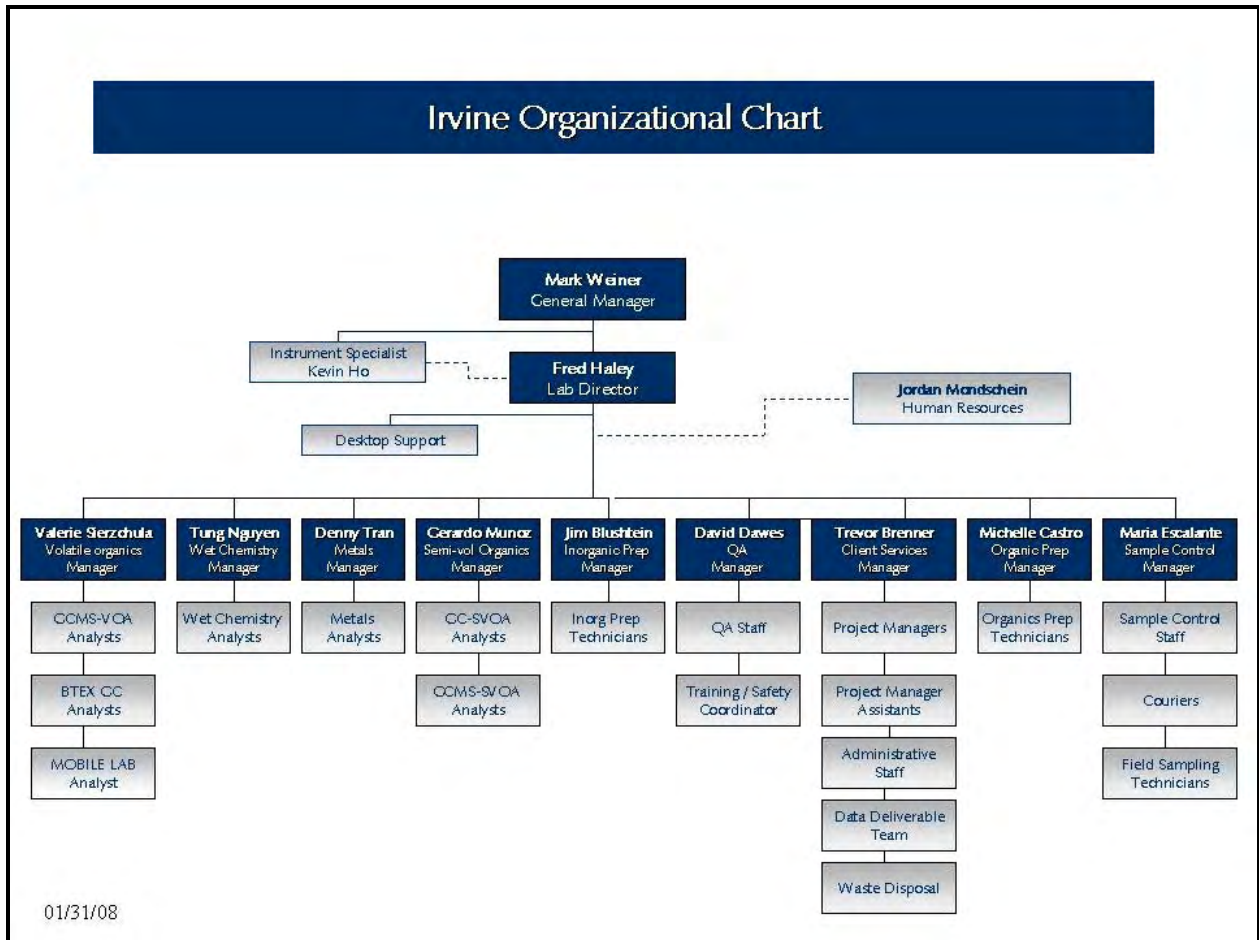 Irvine Organizational Chart
Mark Weiner
General Manager
Instrument Specialist
Kevin Ho
Fred Haley
Lab Director
Jordan Mondschein
Human Resources
Desktop Support
Valerie Sierzchula
Volatile organics
Manager
Tung Nguyen
Wet Chemistry
Manager
Denny Tran
Metals
Manager
Gerardo Munoz
Semi-vol Organics
Manager
Jim Blushtein
Inorganic Prep
Manager
David Dawes
QA
Manager
Trevor Brenner
Client Services
Manager
Michelle Castro
Organic Prep
Manager
Maria Escalante
Sample Control
Manager
GCMS-VOA
Analysts
Wet Chemistry
Analysts
Metals
Analysts
GC-SVOA
Analysts
Inorg Prep
Technicians
QA Staff
Project Managers
Organics Prep
Technicians
Sample Control
Staff
BTEX GC
Analysts
GCMS-SVOA
Analysts
Training / Safety
Coordinator
Project Manager
Assistants
Couriers
MOBILE LAB
Analyst
Administrative
Staff
Field Sampling
Technicians
Data Deliverable
Team
Waste Disposal
01/31/08